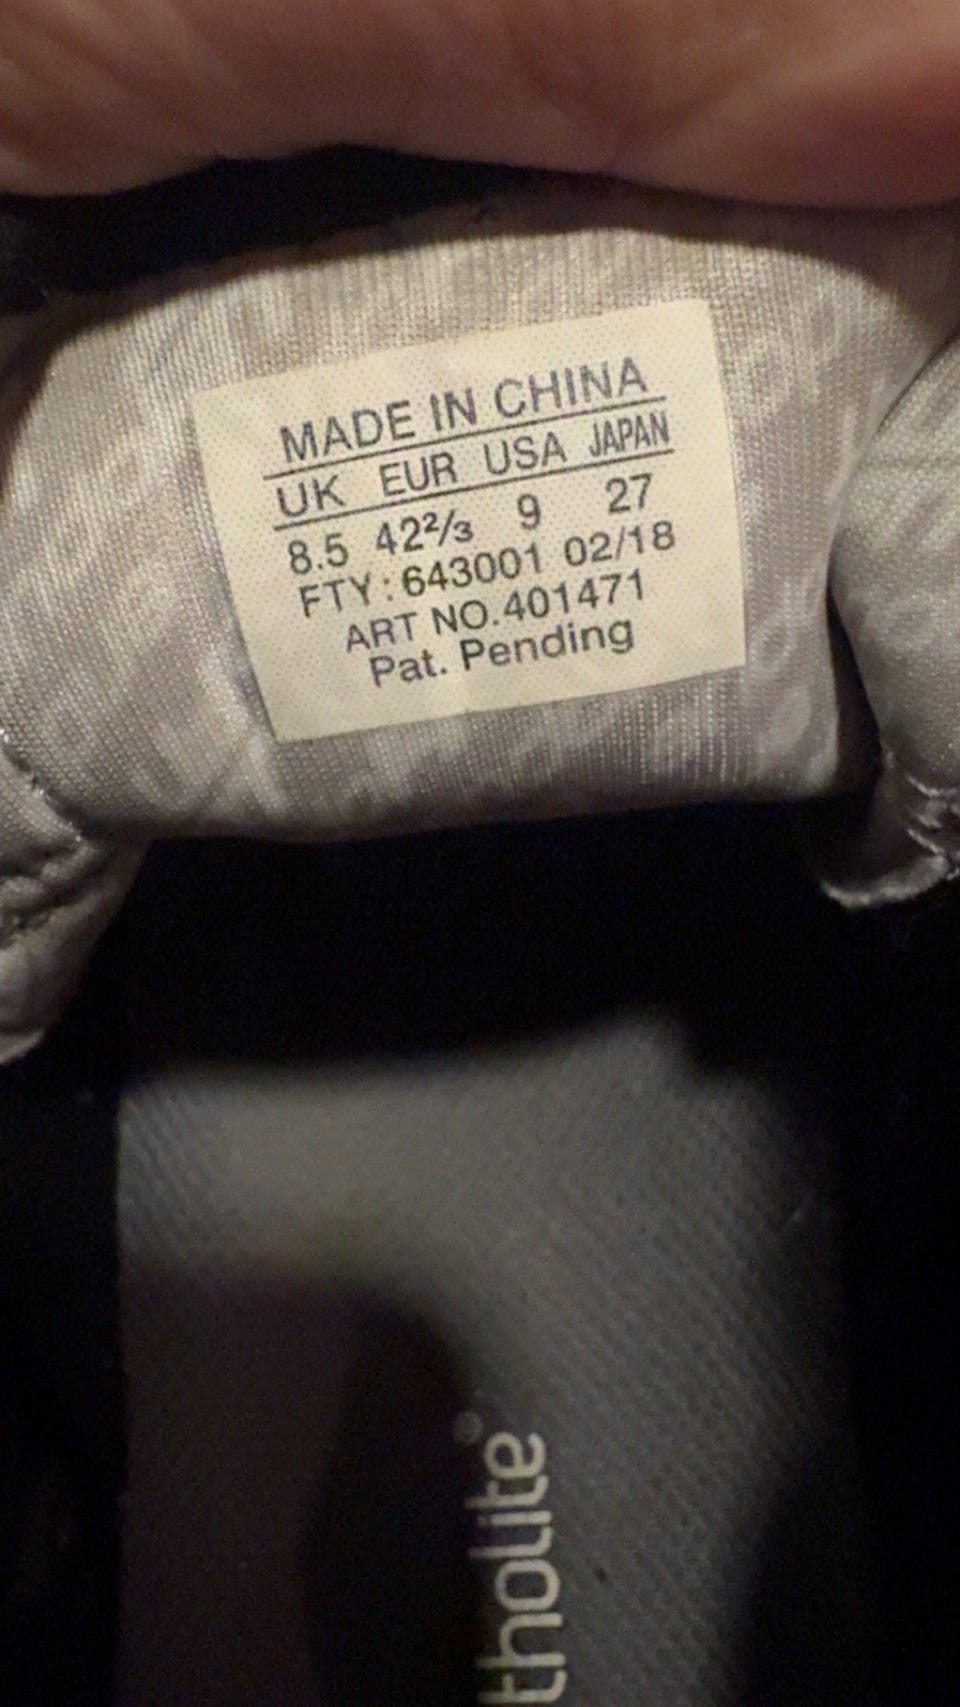 MADE IN CHINA
UK EUR USA JAPAN
8.5 42⅔ 9 27
FTY: 643001 02/18
ART NO.401471
Pat. Pending
tholite®